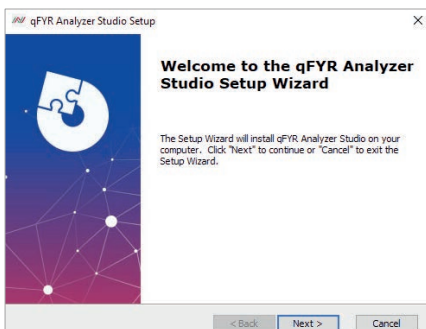 qFYR Analyzer Studio Setup
Welcome to the qFYR Analyzer
Studio Setup Wizard
The Setup Wizard will install qFYR Analyzer Studio on your
computer. Click "Next" to continue or "Cancel" to exit the
Setup Wizard.
< Back
Next >
Cancel